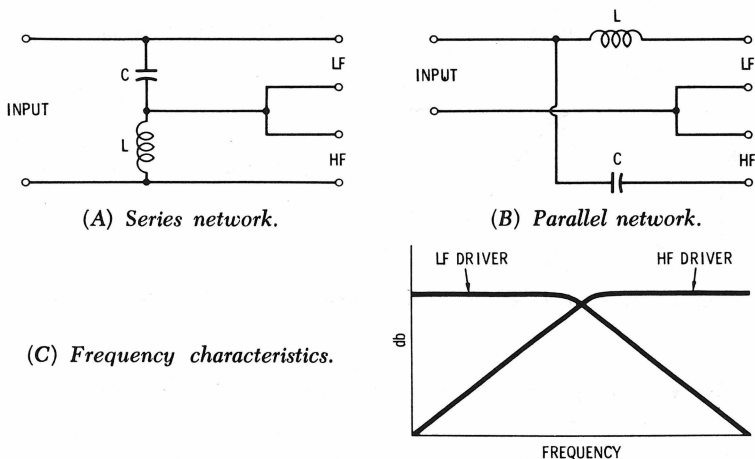 C
L
INPUT
LF
HF
(A) Series network.
L
INPUT
LF
C
HF
(B) Parallel network.
LF DRIVER
HF DRIVER
db
FREQUENCY
(C) Frequency characteristics.